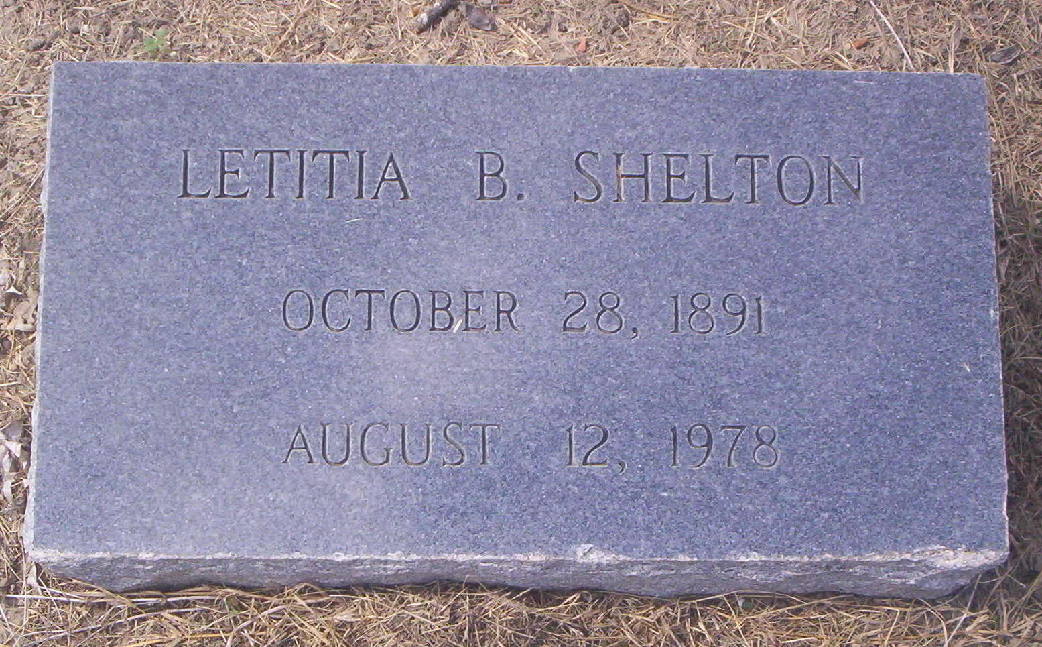 LETITIA B. SHELTON
OCTOBER 28, 1891
AUGUST 12, 1978